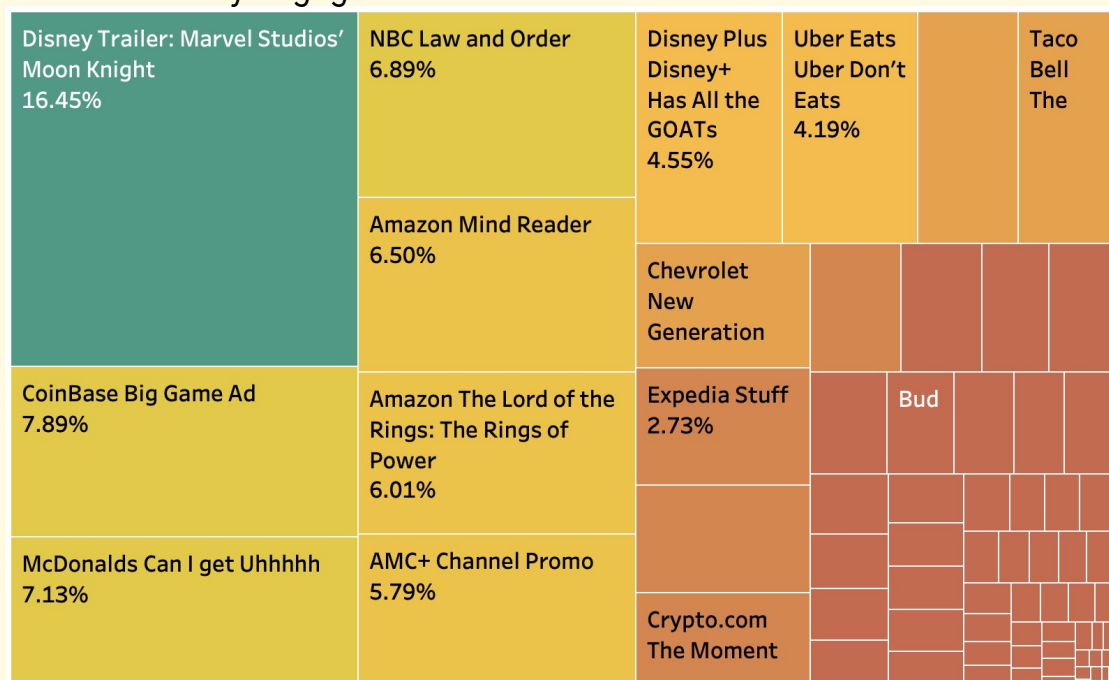 Disney Trailer: Marvel Studios’
Moon Knight
16.45%
CoinBase Big Game Ad
7.89%
McDonalds Can I get Uhhhhh
7.13%
NBC Law and Order
6.89%
Amazon Mind Reader
6.50%
Amazon The Lord of the
Rings: The Rings of
Power
6.01%
AMC+ Channel Promo
5.79%
Disney Plus
Disney+
Has All the
GOATs
4.55%
Uber Eats
Uber Don’t
Eats
4.19%
Taco
Bell
The
Chevrolet
New
Generation
Expedia Stuff
2.73%
Crypto.com
The Moment
Bud